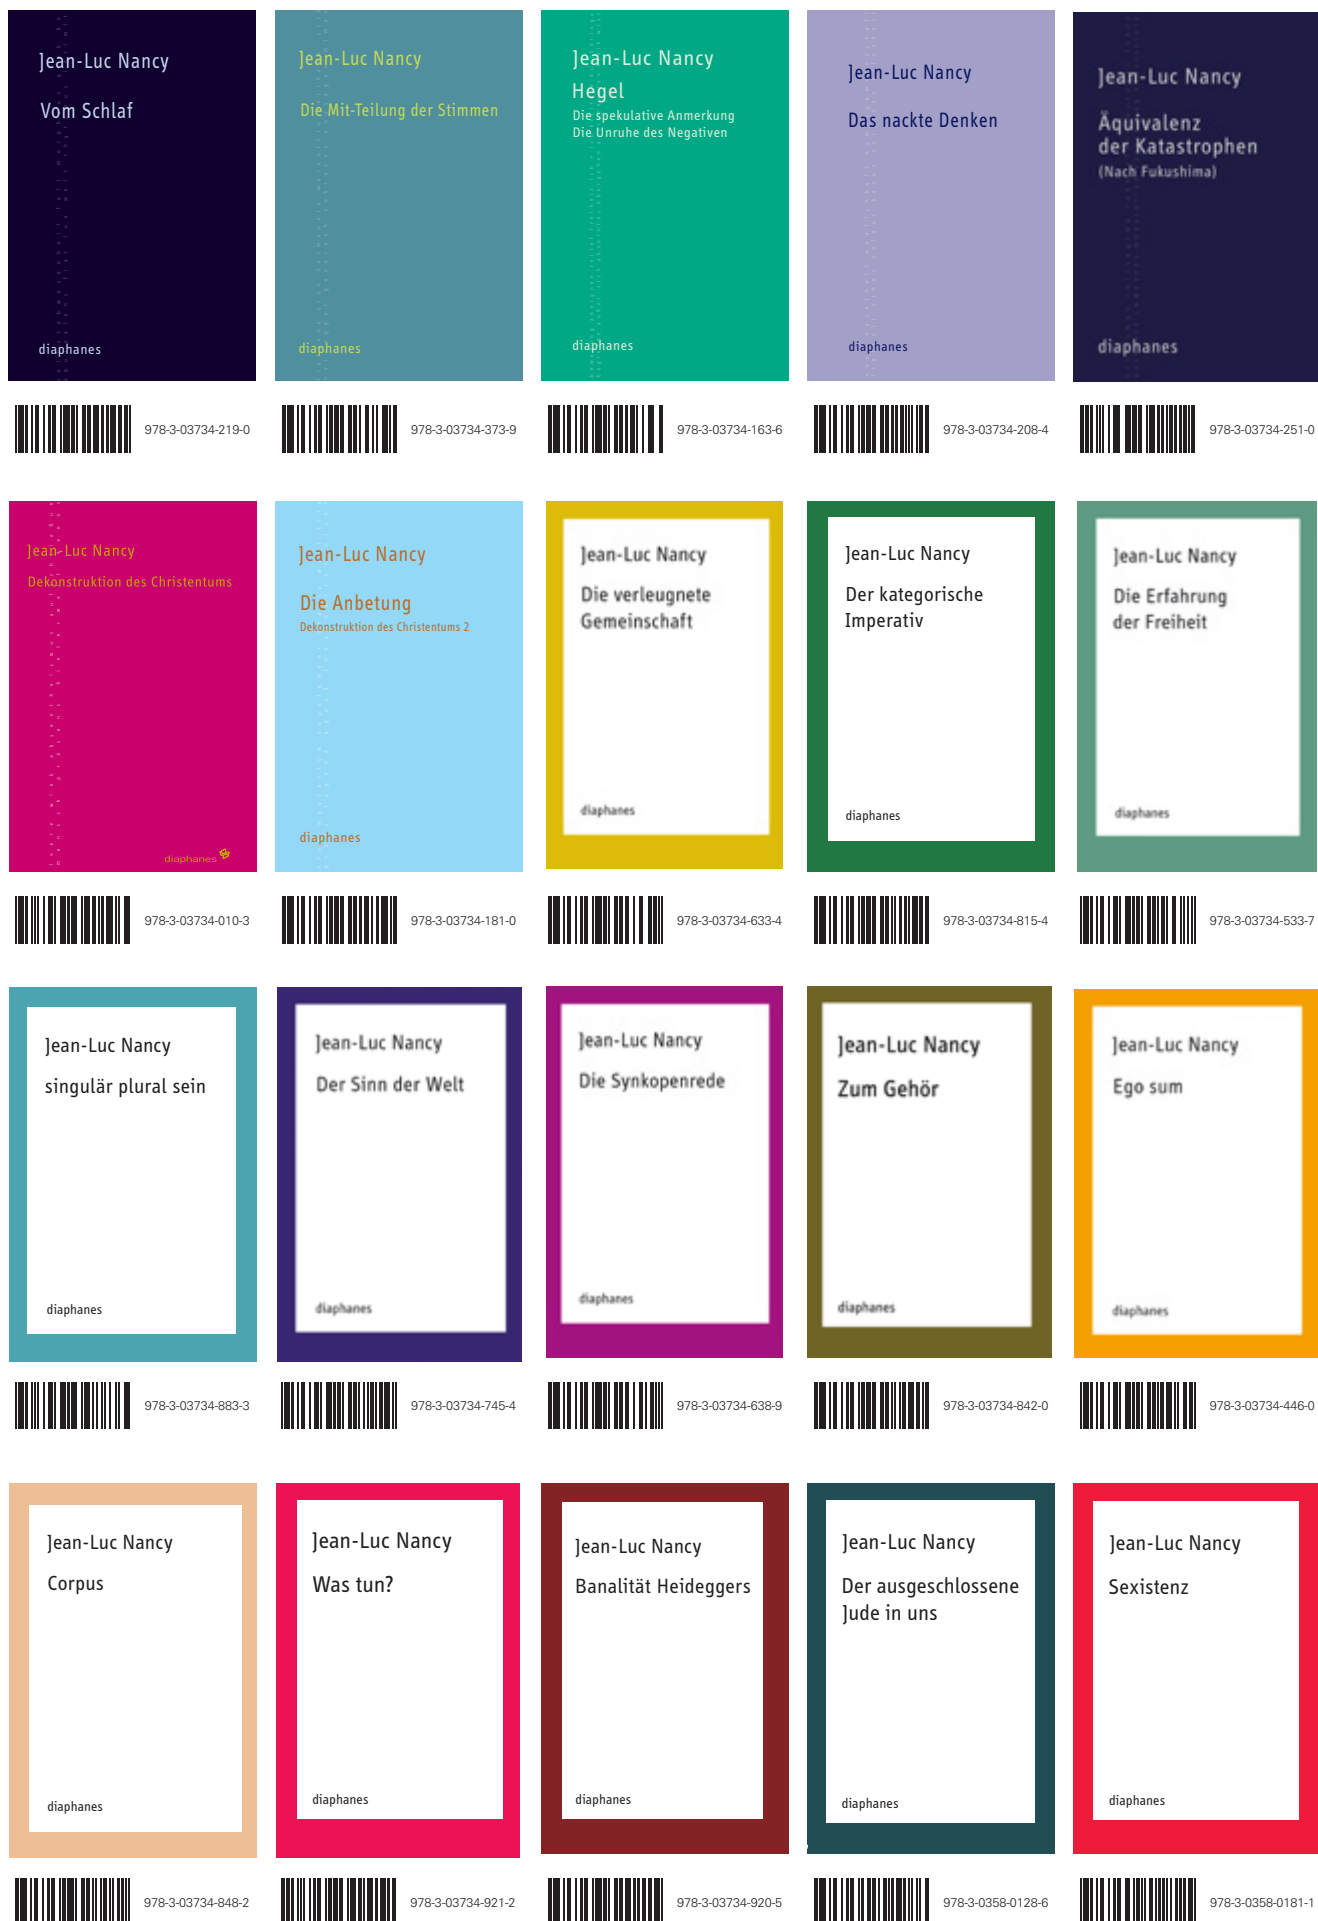 Jean-Luc Nancy
Vom Schlaf
diaphanes
978-3-03734-219-0
Jean-Luc Nancy
Die Mit-Teilung der Stimmen
diaphanes
978-3-03734-373-9
Jean-Luc Nancy
Hegel
Die spekulative Anmerkung
Die Unruhe des Negativen
diaphanes
978-3-03734-163-6
Jean-Luc Nancy
Das nackte Denken
diaphanes
978-3-03734-208-4
Jean-Luc Nancy
Äquivalenz
der Katastrophen
(Nach Fukushima)
diaphanes
978-3-03734-251-0
Jean-Luc Nancy
Dekonstruktion des Christentums
diaphanes
978-3-03734-010-3
Jean-Luc Nancy
Die Anbetung
Dekonstruktion des Christentums 2
diaphanes
978-3-03734-181-0
Jean-Luc Nancy
Die verleugnete
Gemeinschaft
diaphanes
978-3-03734-633-4
Jean-Luc Nancy
Der kategorische
Imperativ
diaphanes
978-3-03734-815-4
Jean-Luc Nancy
Die Erfahrung
der Freiheit
diaphanes
978-3-03734-533-7
Jean-Luc Nancy
singulär plural sein
diaphanes
978-3-03734-883-3
Jean-Luc Nancy
Der Sinn der Welt
diaphanes
978-3-03734-745-4
Jean-Luc Nancy
Die Synkopenrede
diaphanes
978-3-03734-638-9
Jean-Luc Nancy
Zum Gehör
diaphanes
978-3-03734-842-0
Jean-Luc Nancy
Ego sum
diaphanes
978-3-03734-446-0
Jean-Luc Nancy
Corpus
diaphanes
978-3-03734-848-2
Jean-Luc Nancy
Was tun?
diaphanes
978-3-03734-921-2
Jean-Luc Nancy
Banalität Heideggers
diaphanes
978-3-03734-920-5
Jean-Luc Nancy
Der ausgeschlossene
Jude in uns
diaphanes
978-3-0358-0128-6
Jean-Luc Nancy
Sexistenz
diaphanes
978-3-0358-0181-1